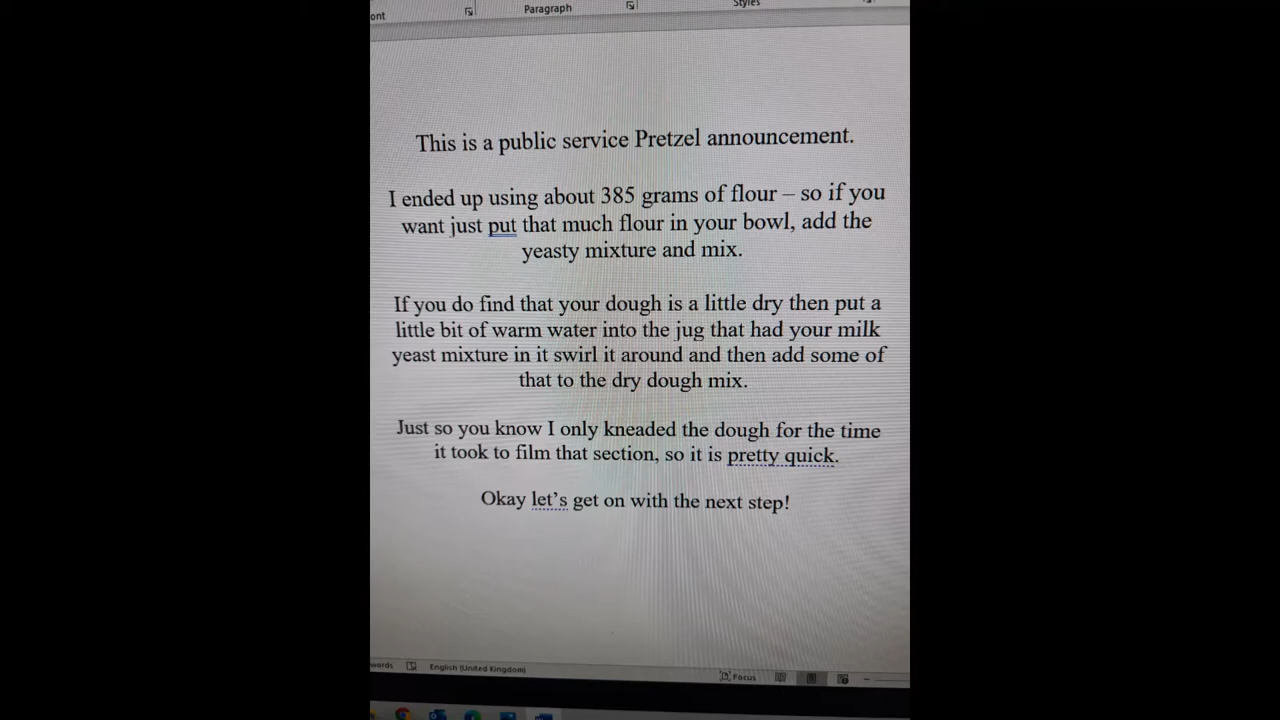 ont
Paragraph
Styles
This is a public service Pretzel announcement.
I ended up using about 385 grams of flour – so if you
want just put that much flour in your bowl, add the
yeasty mixture and mix.
If you do find that your dough is a little dry then put a
little bit of warm water into the jug that had your milk
yeast mixture in it swirl it around and then add some of
that to the dry dough mix.
Just so you know I only kneaded the dough for the time
it took to film that section, so it is pretty quick.
Okay let’s get on with the next step!
words
English (United Kingdom)
Focus